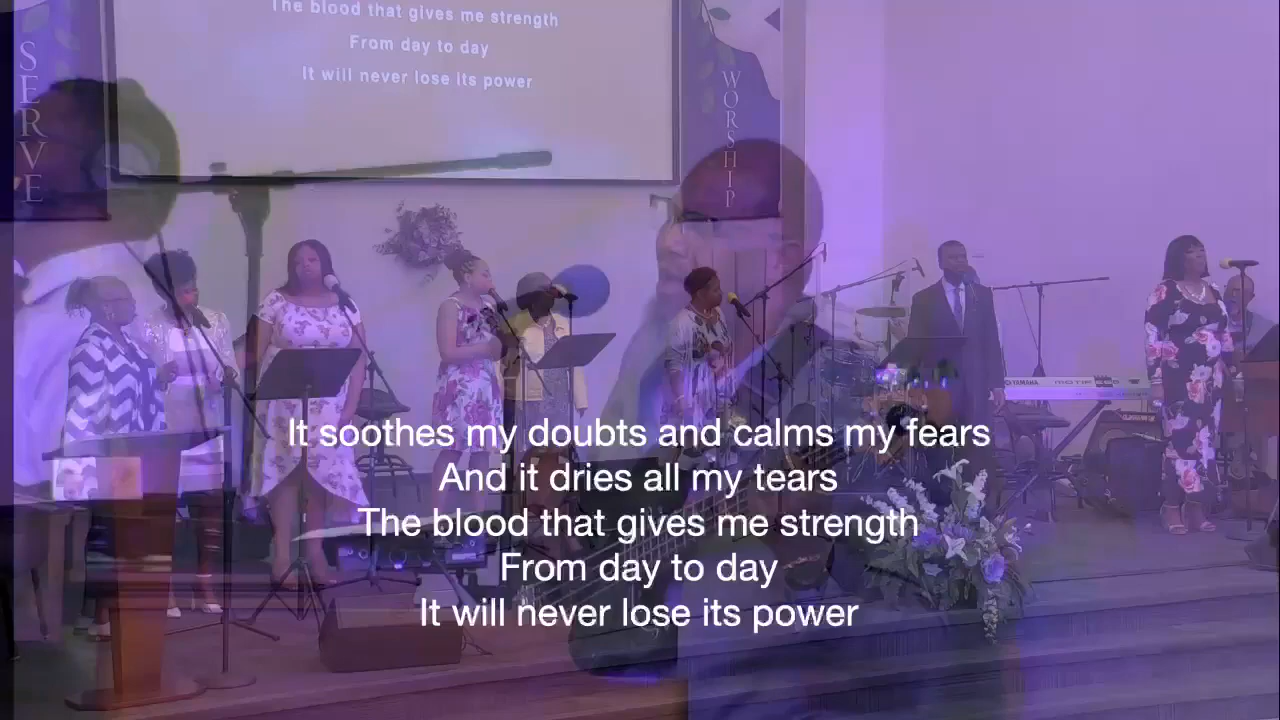 The blood that gives me strength
From day to day
It will never lose its power
SERVE
WORSHIP
YAMAHA
MOTIF
It soothes my doubts and calms my fears
And it dries all my tears
The blood that gives me strength
From day to day
It will never lose its power